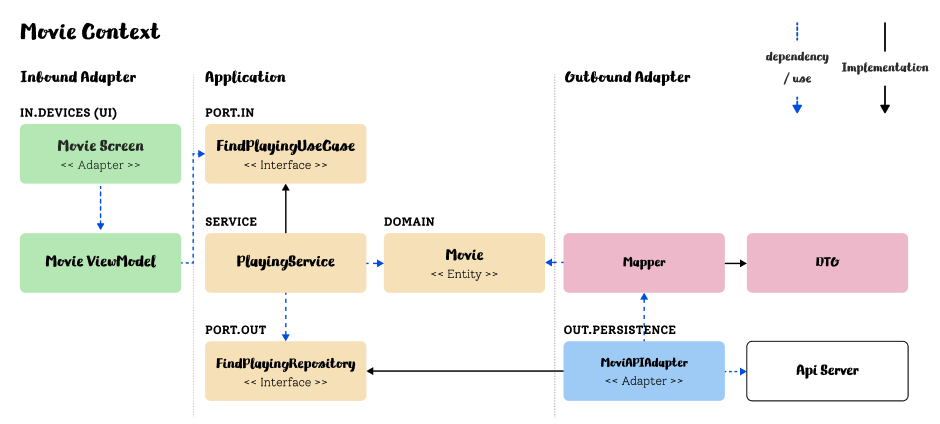 Movie Context
dependency
/ use
Implementation
Inbound Adapter
Application
Outbound Adapter
IN.DEVICES (UI)
PORT.IN
Movie Screen
<< Adapter >>
FindPlayingUseCase
<< Interface >>
SERVICE
DOMAIN
Movie ViewModel
PlayingService
Movie
<< Entity >>
Mapper
DTO
PORT.OUT
OUT.PERSISTENCE
FindPlayingRepository
<< Interface >>
MoviAPIAdapter
<< Adapter >>
Api Server